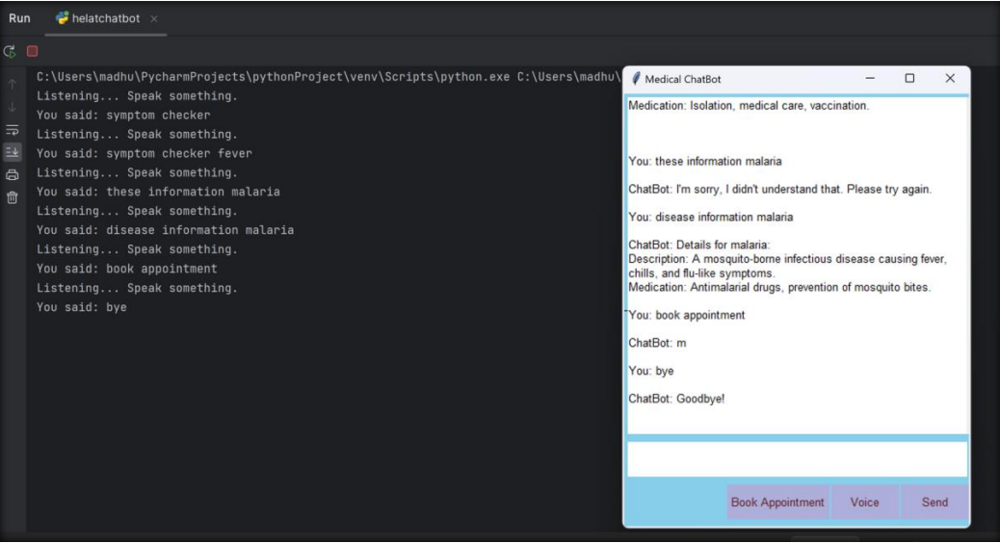 Run helatchatbot
C:\Users\madhu\PycharmProjects\pythonProject\venv\Scripts\python.exe C:\Users\madhu\
Listening... Speak something.
You said: symptom checker
Listening... Speak something.
You said: symptom checker fever
Listening... Speak something.
You said: these information malaria
Listening... Speak something.
You said: disease information malaria
Listening... Speak something.
You said: book appointment
Listening... Speak something.
You said: bye
Medical ChatBot
Medication: Isolation, medical care, vaccination.
You: these information malaria
ChatBot: I'm sorry, I didn't understand that. Please try again.
You: disease information malaria
ChatBot: Details for malaria:
Description: A mosquito-borne infectious disease causing fever,
chills, and flu-like symptoms.
Medication: Antimalarial drugs, prevention of mosquito bites.
You: book appointment
ChatBot: m
You: bye
ChatBot: Goodbye!
Book Appointment Voice Send